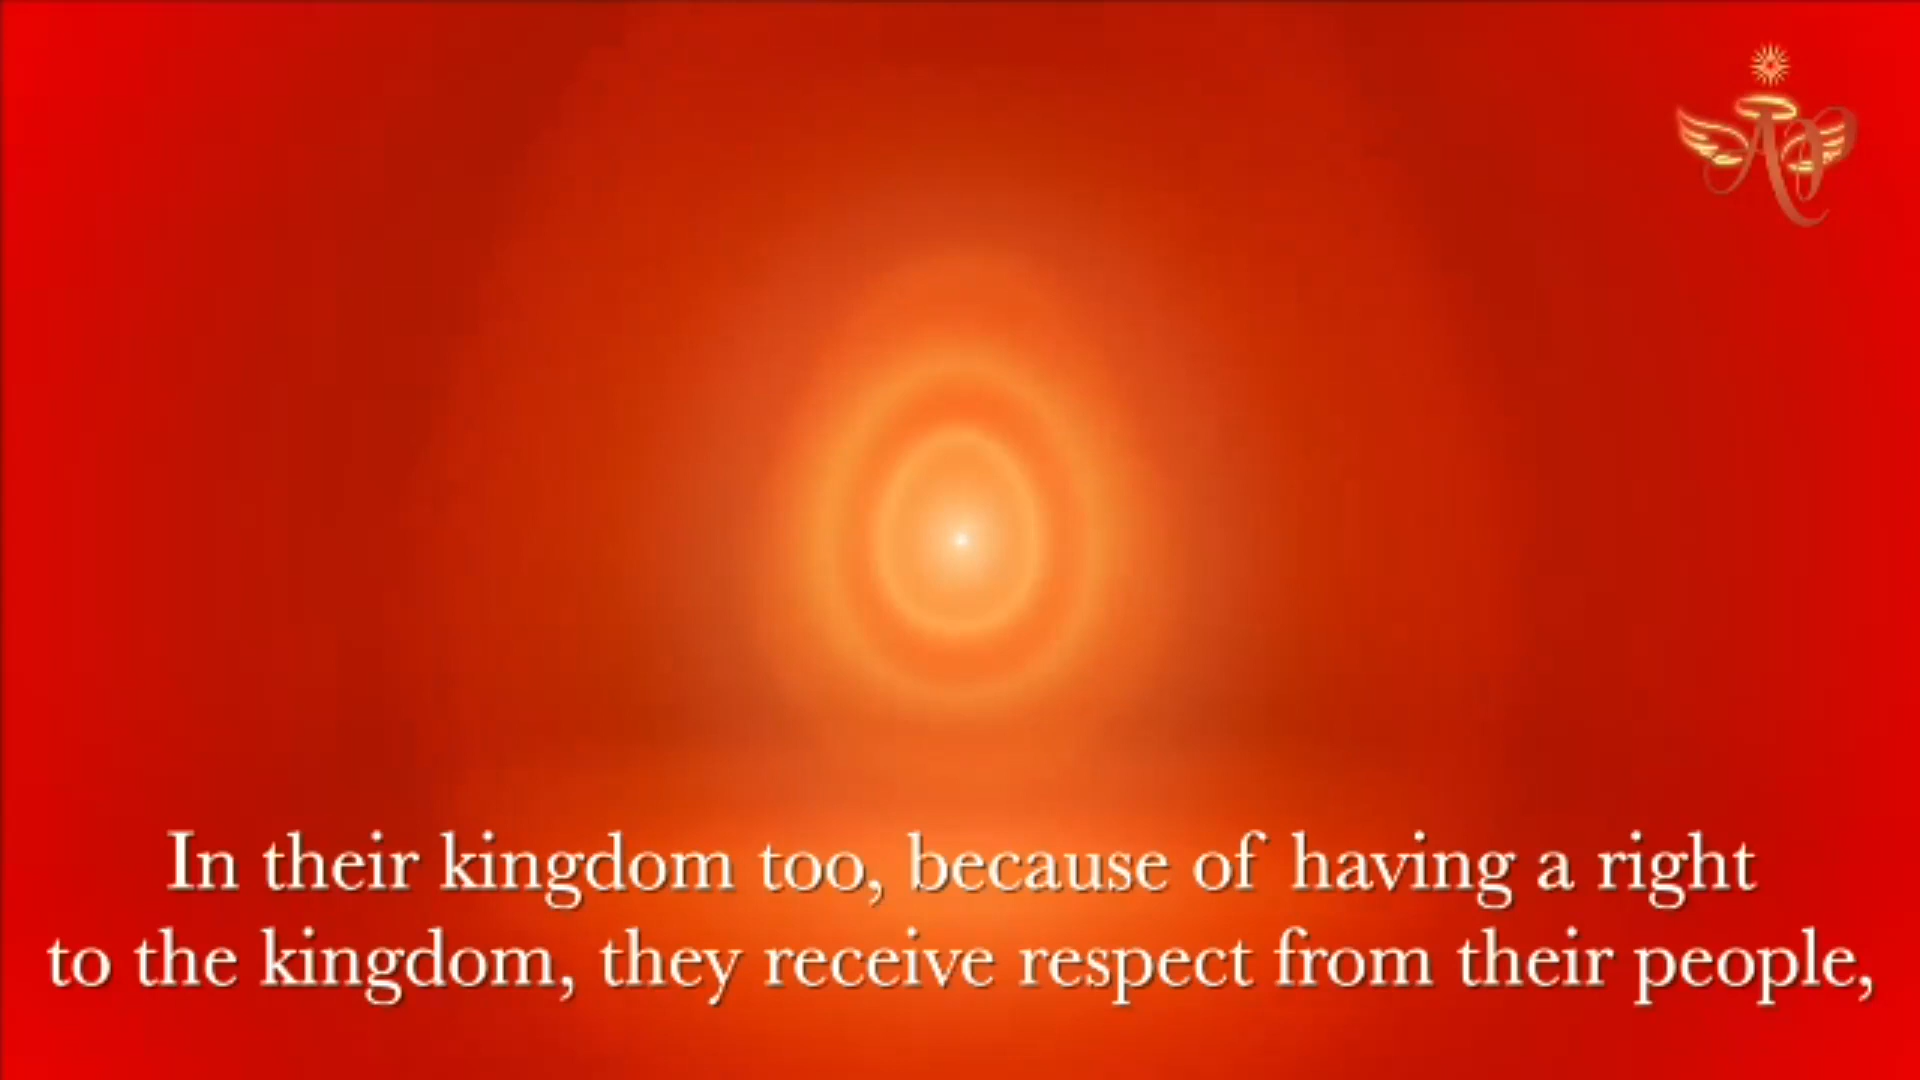 In their kingdom too, because of having a right
to the kingdom, they receive respect from their people,